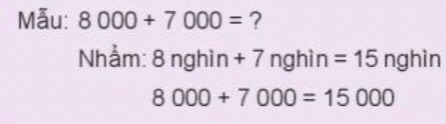 Mẫu: 8 000 + 7 000 = ?
Nhẩm: 8 nghìn + 7 nghìn = 15 nghìn
8 000 + 7 000 = 15 000